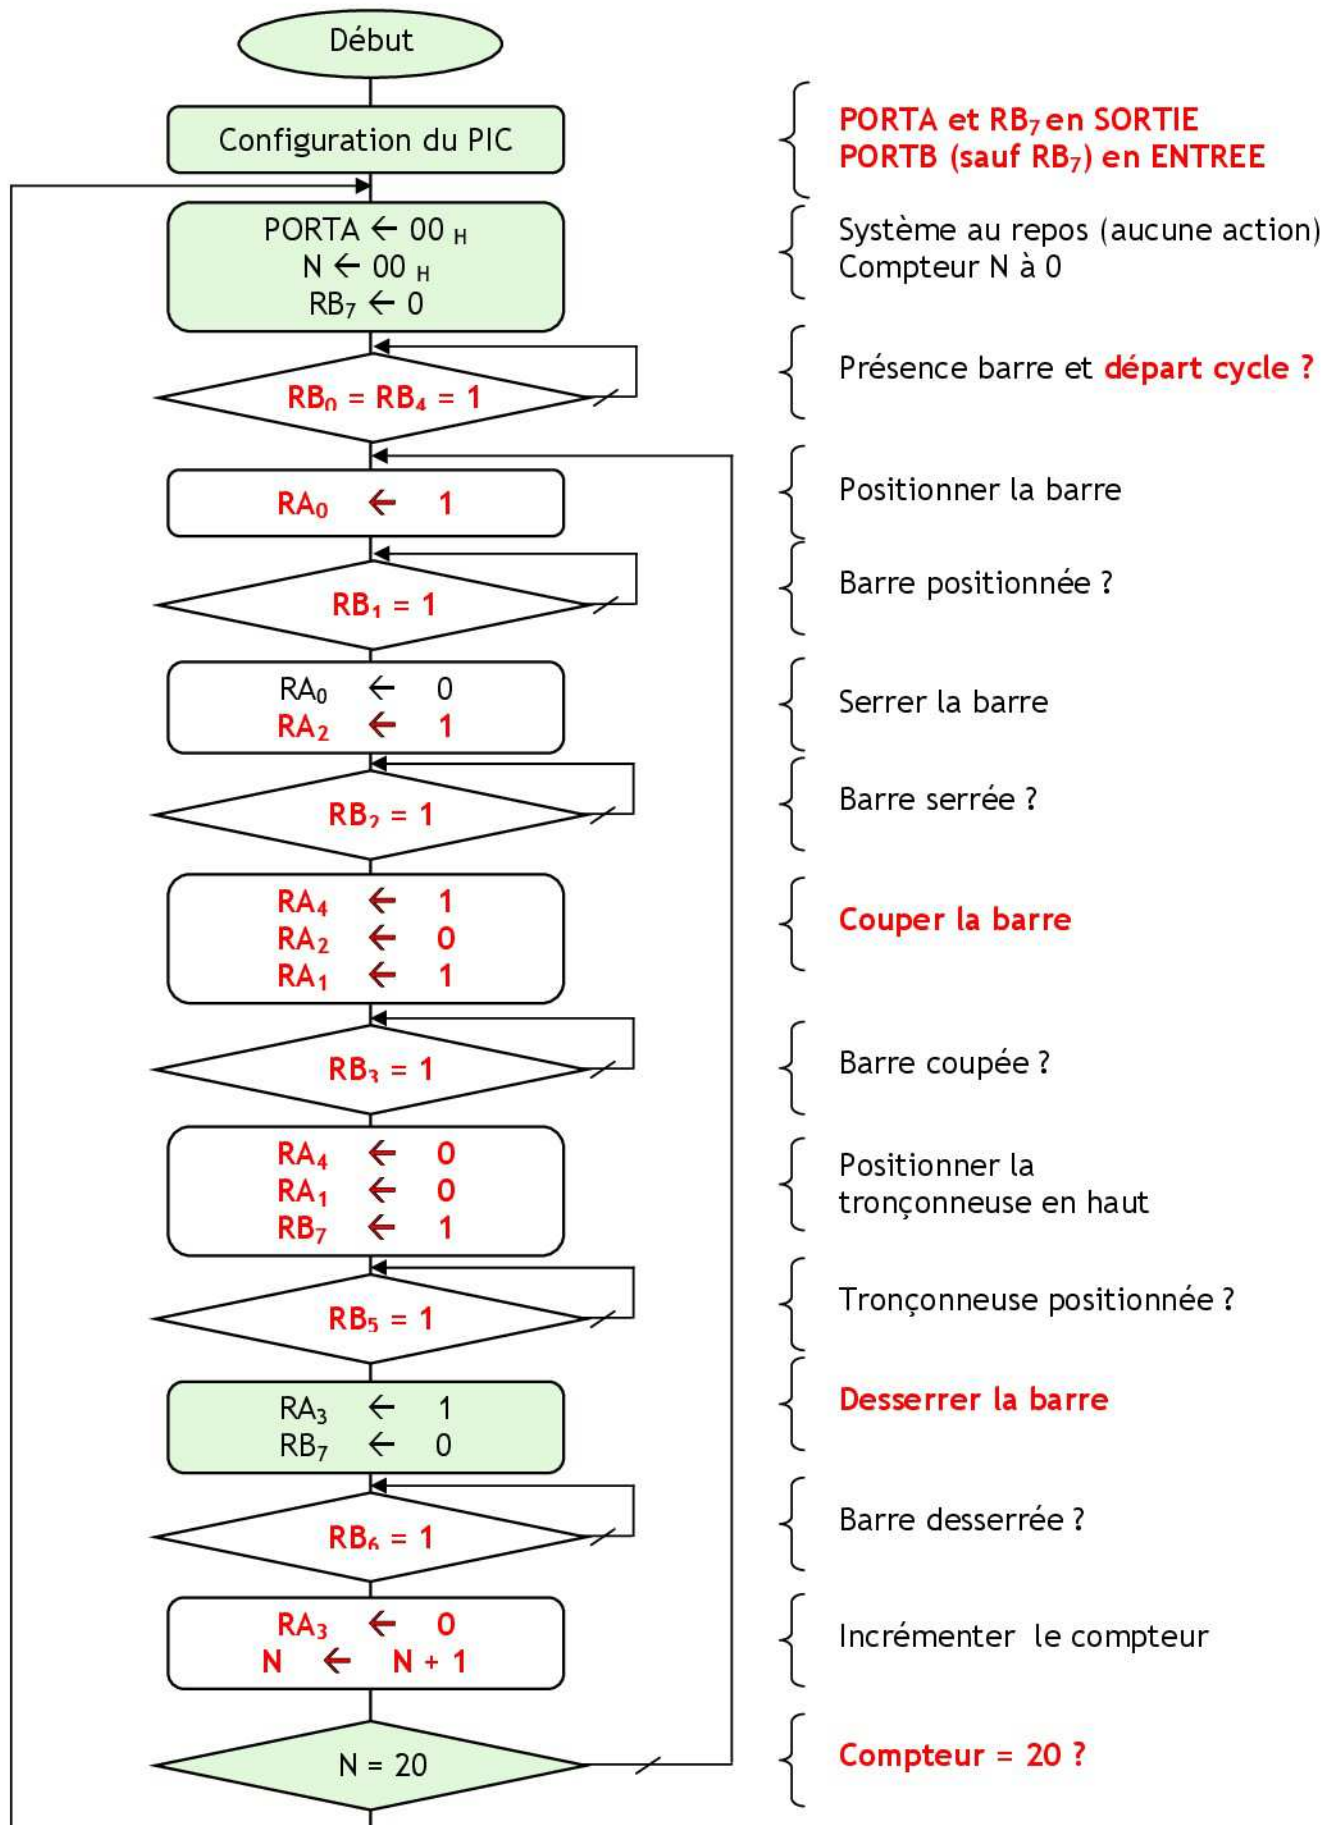 Début
Configuration du PIC
PORTA et RB₇ en SORTIE
PORTB (sauf RB₇) en ENTREE
PORTA ← 00 H
N ← 00 H
RB₇ ← 0
Système au repos (aucune action)
Compteur N à 0
RB₀ = RB₄ = 1
Présence barre et départ cycle ?
RA₀ ← 1
Positionner la barre
RB₁ = 1
Barre positionnée ?
RA₀ ← 0
RA₂ ← 1
Serrer la barre
RB₂ = 1
Barre serrée ?
RA₄ ← 1
RA₂ ← 0
RA₁ ← 1
Couper la barre
RB₃ = 1
Barre coupée ?
RA₄ ← 0
RA₁ ← 0
RB₇ ← 1
Positionner la
tronçonneuse en haut
RB₅ = 1
Tronçonneuse positionnée ?
RA₃ ← 1
RB₇ ← 0
Desserrer la barre
RB₆ = 1
Barre desserrée ?
RA₃ ← 0
N ← N + 1
Incrémenter le compteur
N = 20
Compteur = 20 ?